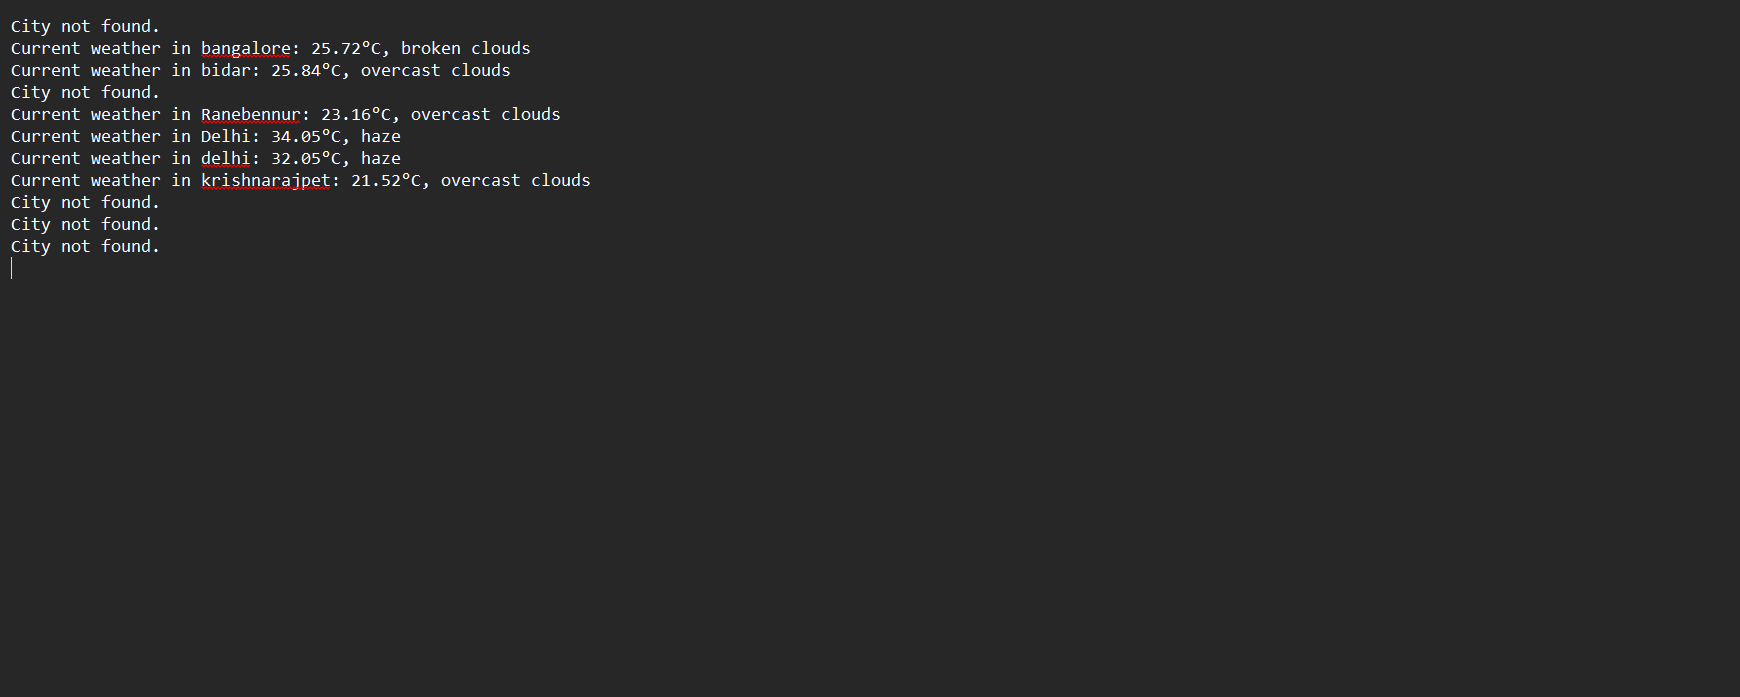 City not found.
Current weather in bangalore: 25.72°C, broken clouds
Current weather in bidar: 25.84°C, overcast clouds
City not found.
Current weather in Ranebennur: 23.16°C, overcast clouds
Current weather in Delhi: 34.05°C, haze
Current weather in delhi: 32.05°C, haze
Current weather in krishnarajpet: 21.52°C, overcast clouds
City not found.
City not found.
City not found.